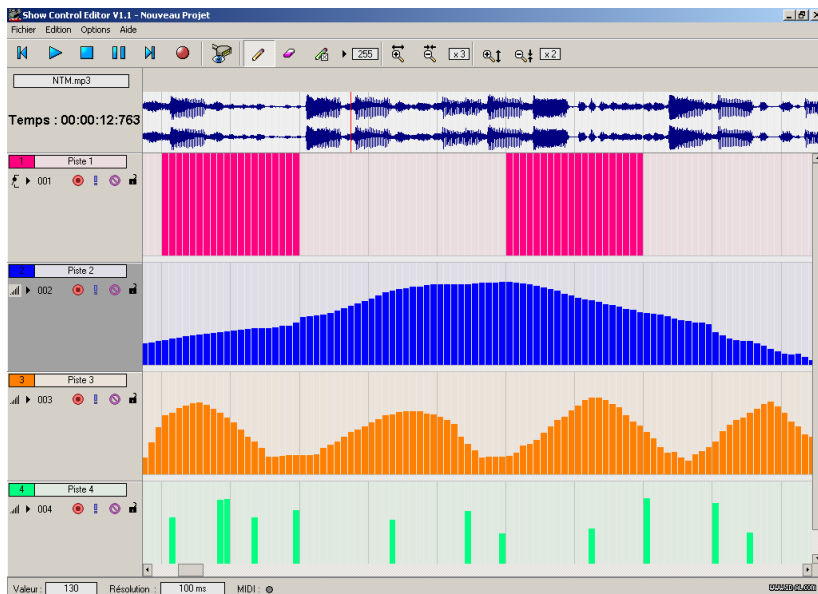 Show Control Editor V1.1 - Nouveau Projet
Fichier Edition Options Aide
255 x 3 x 2
NTM.mp3
Temps : 00:00:12:763
1 Piste 1
001
2 Piste 2
002
3 Piste 3
003
4 Piste 4
004
Valeur : 130 Résolution : 100 ms MIDI :